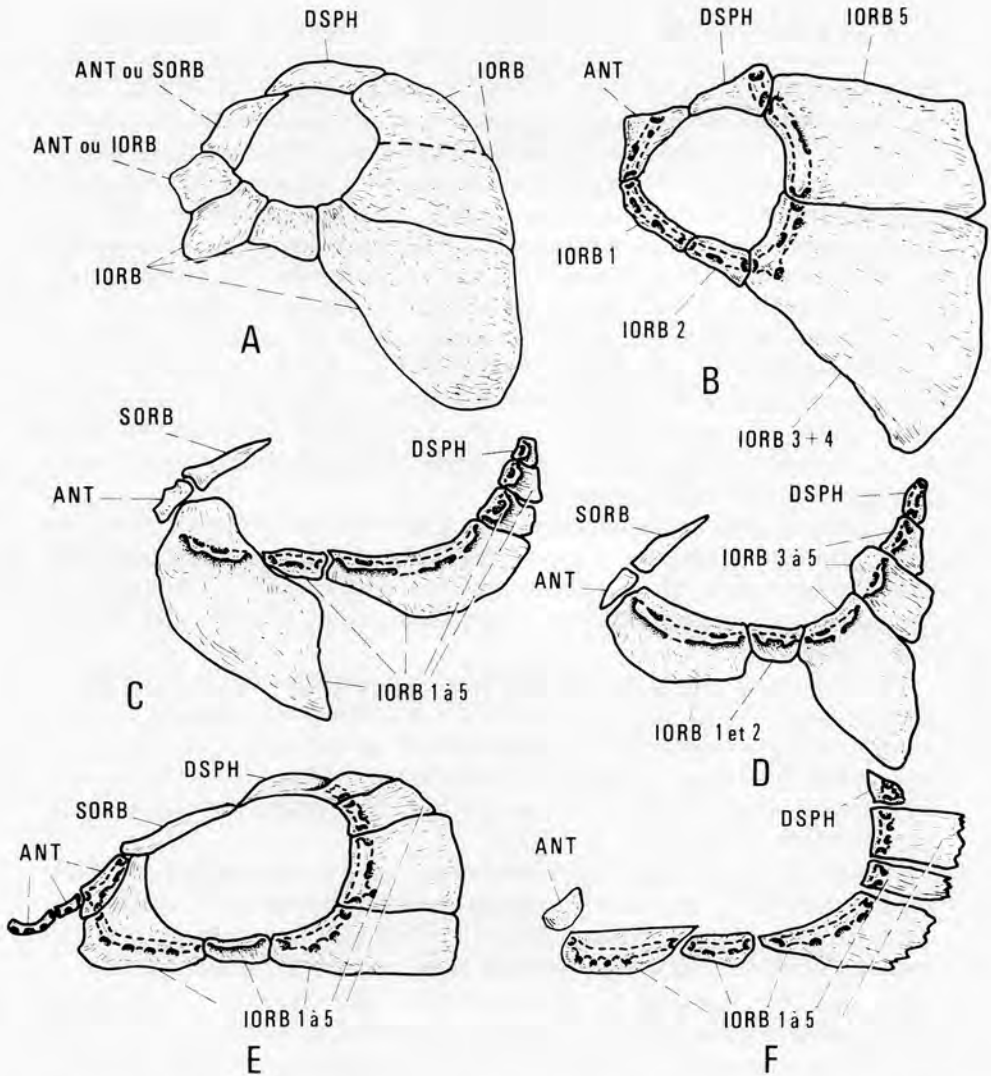 DSPH
ANT ou SORB
IORB
ANT ou IORB
IORB
A
DSPH
IORB 5
ANT
IORB 1
IORB 2
IORB 3 + 4
B
SORB
DSPH
ANT
IORB 1 à 5
C
DSPH
SORB
IORB 3 à 5
ANT
IORB 1 et 2
D
DSPH
SORB
ANT
IORB 1 à 5
E
DSPH
ANT
IORB 1 à 5
F